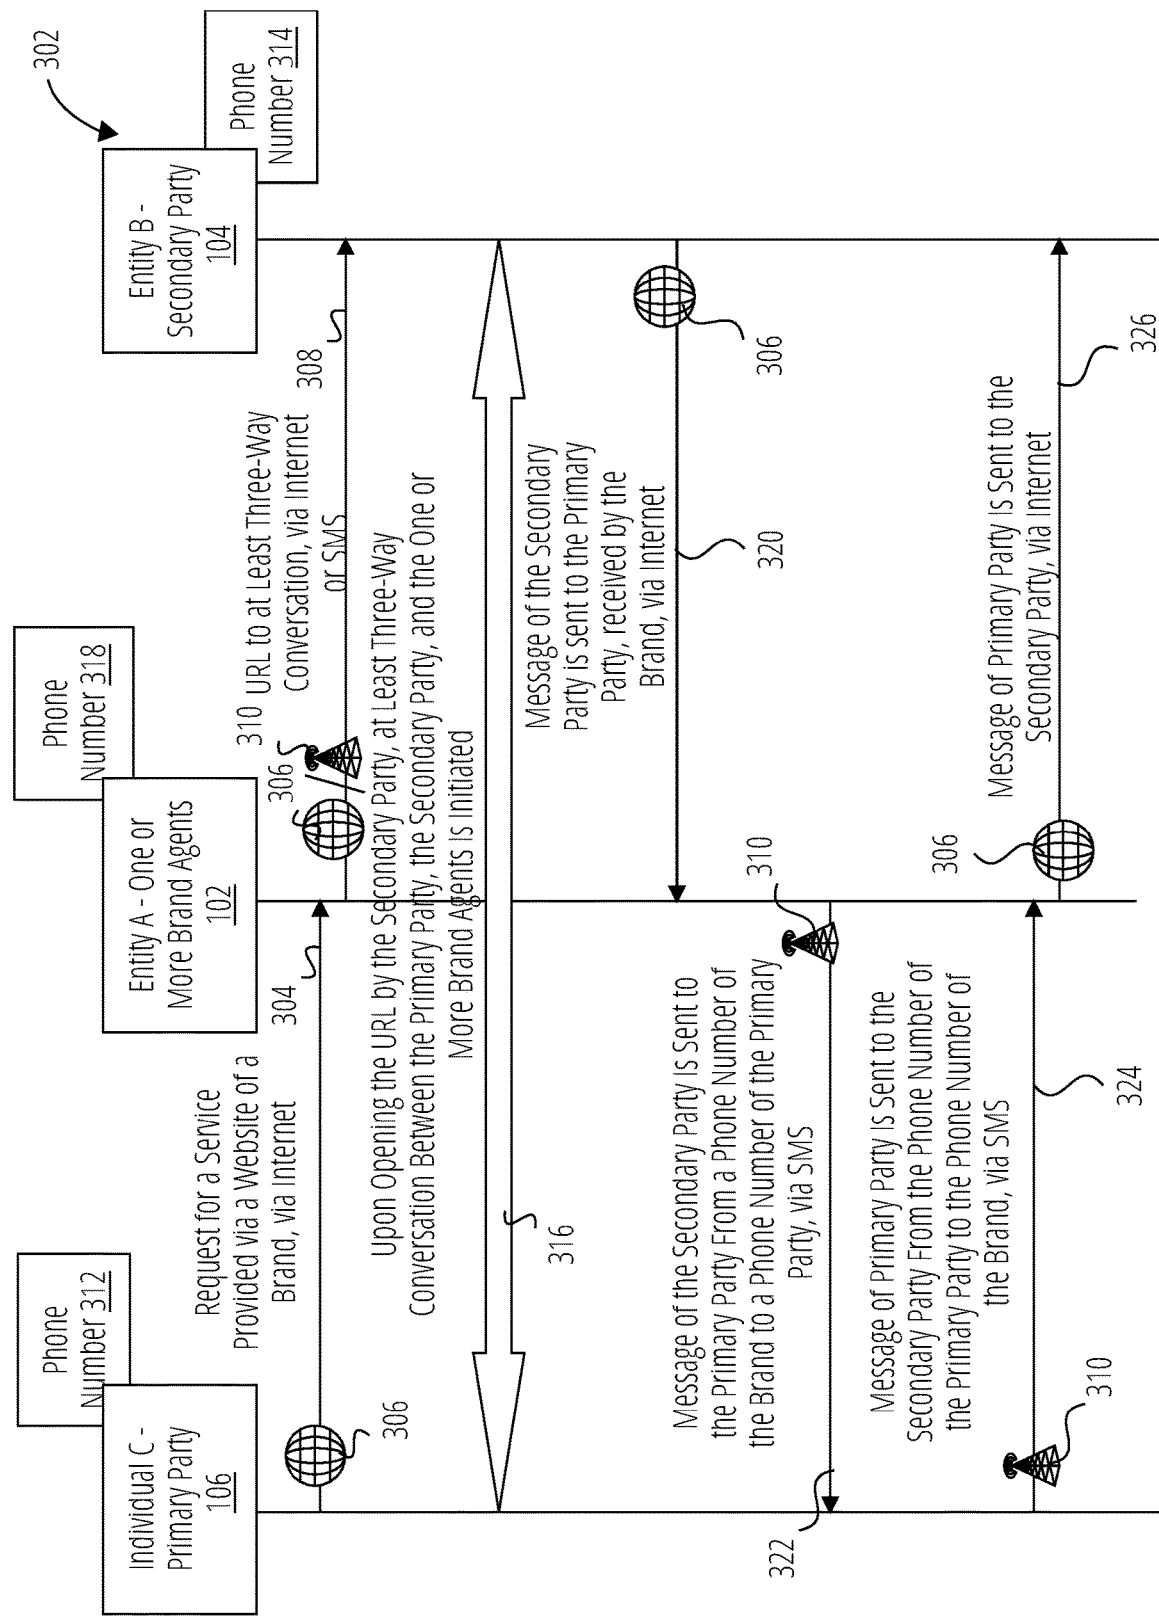 302
Phone
Number 312
Individual C -
Primary Party
106
Phone
Number 318
Entity A - One or
More Brand Agents
102
Phone
Number 314
Entity B -
Secondary Party
104
Request for a Service
Provided via a Website of a
Brand, via Internet
304
306
306
310
URL to at Least Three-Way
Conversation, via Internet
or SMS
308
Upon Opening the URL by the Secondary Party, at Least Three-Way
Conversation Between the Primary Party, the Secondary Party, and the One or
More Brand Agents Is Initiated
316
Message of the Secondary
Party is sent to the Primary
Party, received by the
Brand, via Internet
306
320
Message of the Secondary Party is Sent to
the Primary Party From a Phone Number of
the Brand to a Phone Number of the Primary
Party, via SMS
310
322
Message of Primary Party Is Sent to the
Secondary Party From the Phone Number of
the Primary Party to the Phone Number of
the Brand, via SMS
310
324
Message of Primary Party is Sent to the
Secondary Party, via Internet
306
326